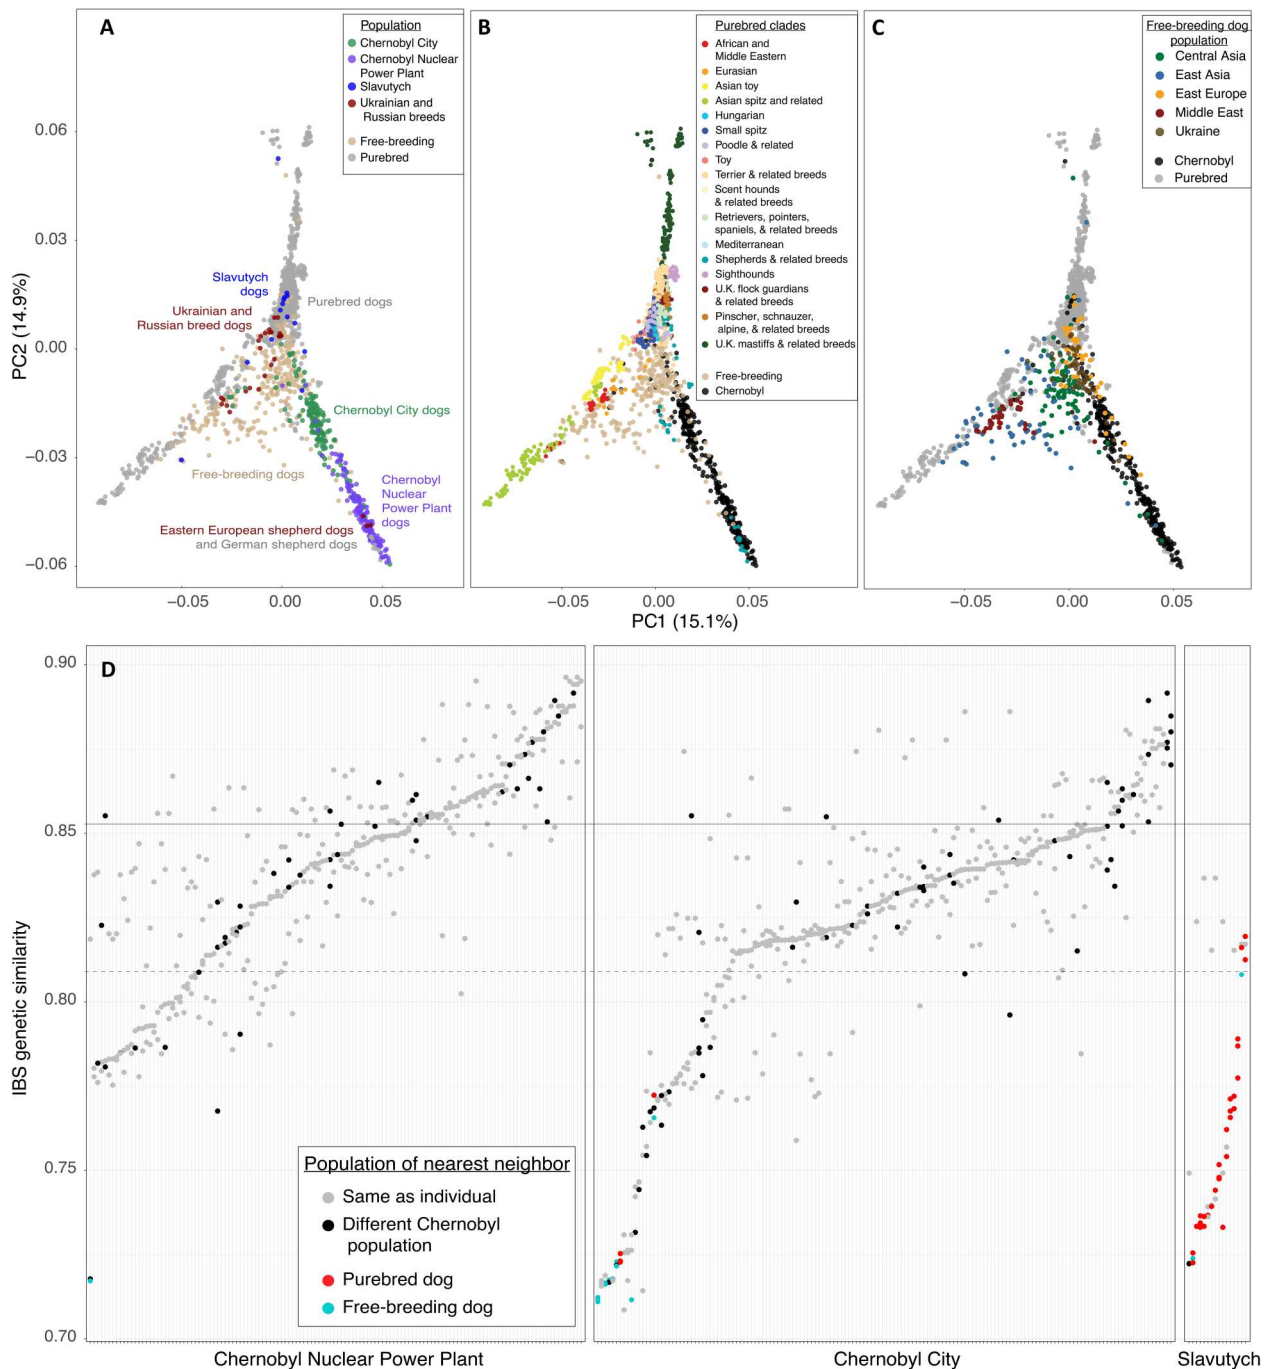 A
Population
Chernobyl City
Chernobyl Nuclear
Power Plant
Slavutych
Ukrainian and
Russian breeds
Free-breeding
Purebred
Slavutych
dogs
Purebred dogs
Ukrainian and
Russian breed dogs
Chernobyl City dogs
Free-breeding dogs
Chernobyl
Nuclear
Power Plant
dogs
Eastern European shepherd dogs
and German shepherd dogs
PC2 (14.9%)
0.06
0.03
0.00
−0.03
−0.06
−0.05
0.00
0.05
B
Purebred clades
African and
Middle Eastern
Eurasian
Asian toy
Asian spitz and related
Hungarian
Small spitz
Poodle & related
Toy
Terrier & related breeds
Scent hounds
& related breeds
Retrievers, pointers,
spaniels, & related breeds
Mediterranean
Shepherds & related breeds
Sighthounds
U.K. flock guardians
& related breeds
Pinscher, schnauzer,
alpine, & related breeds
U.K. mastiffs & related breeds
Free-breeding
Chernobyl
−0.05
0.00
0.05
PC1 (15.1%)
C
Free-breeding dog
population
Central Asia
East Asia
East Europe
Middle East
Ukraine
Chernobyl
Purebred
−0.05
0.00
0.05
D
IBS genetic similarity
0.90
0.85
0.80
0.75
0.70
Population of nearest neighbor
Same as individual
Different Chernobyl
population
Purebred dog
Free-breeding dog
Chernobyl Nuclear Power Plant
Chernobyl City
Slavutych